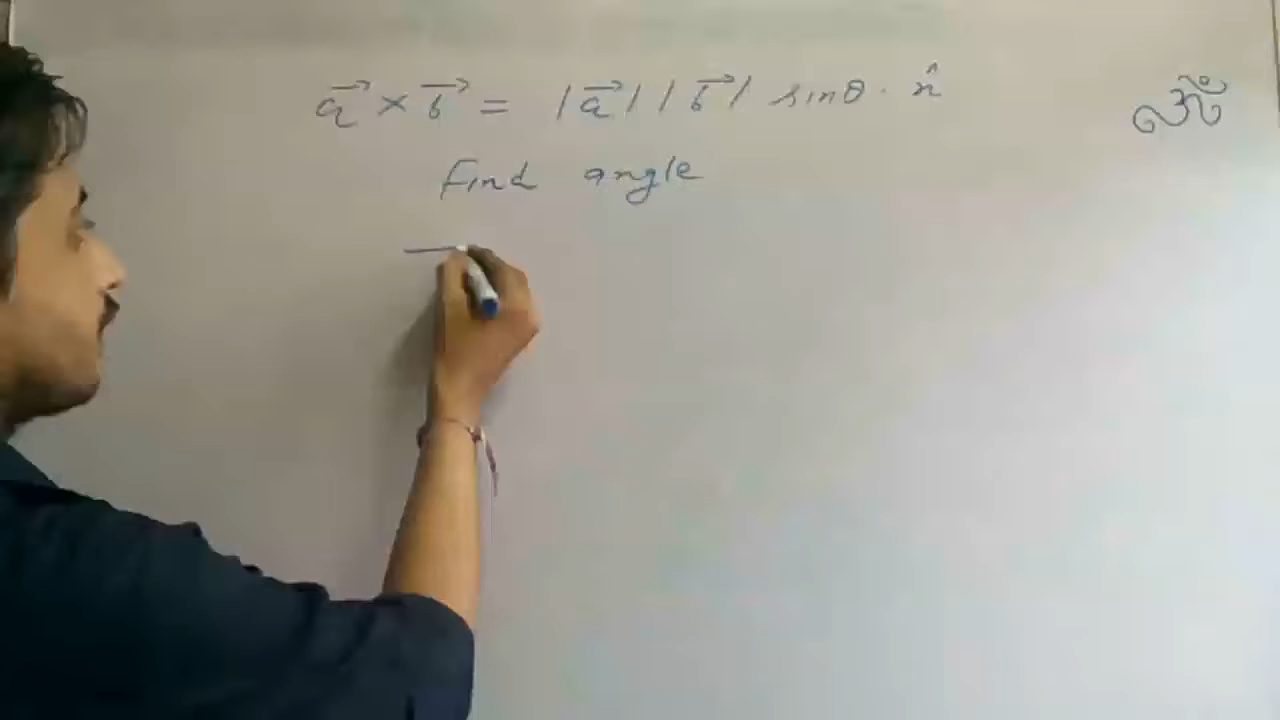 a⃗ × b⃗ = |a⃗| |b⃗| sinθ · n̂
ॐ
Find angle